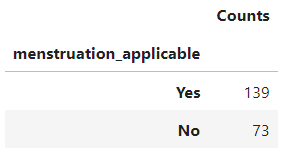 Counts
menstruation_applicable
Yes 139
No 73